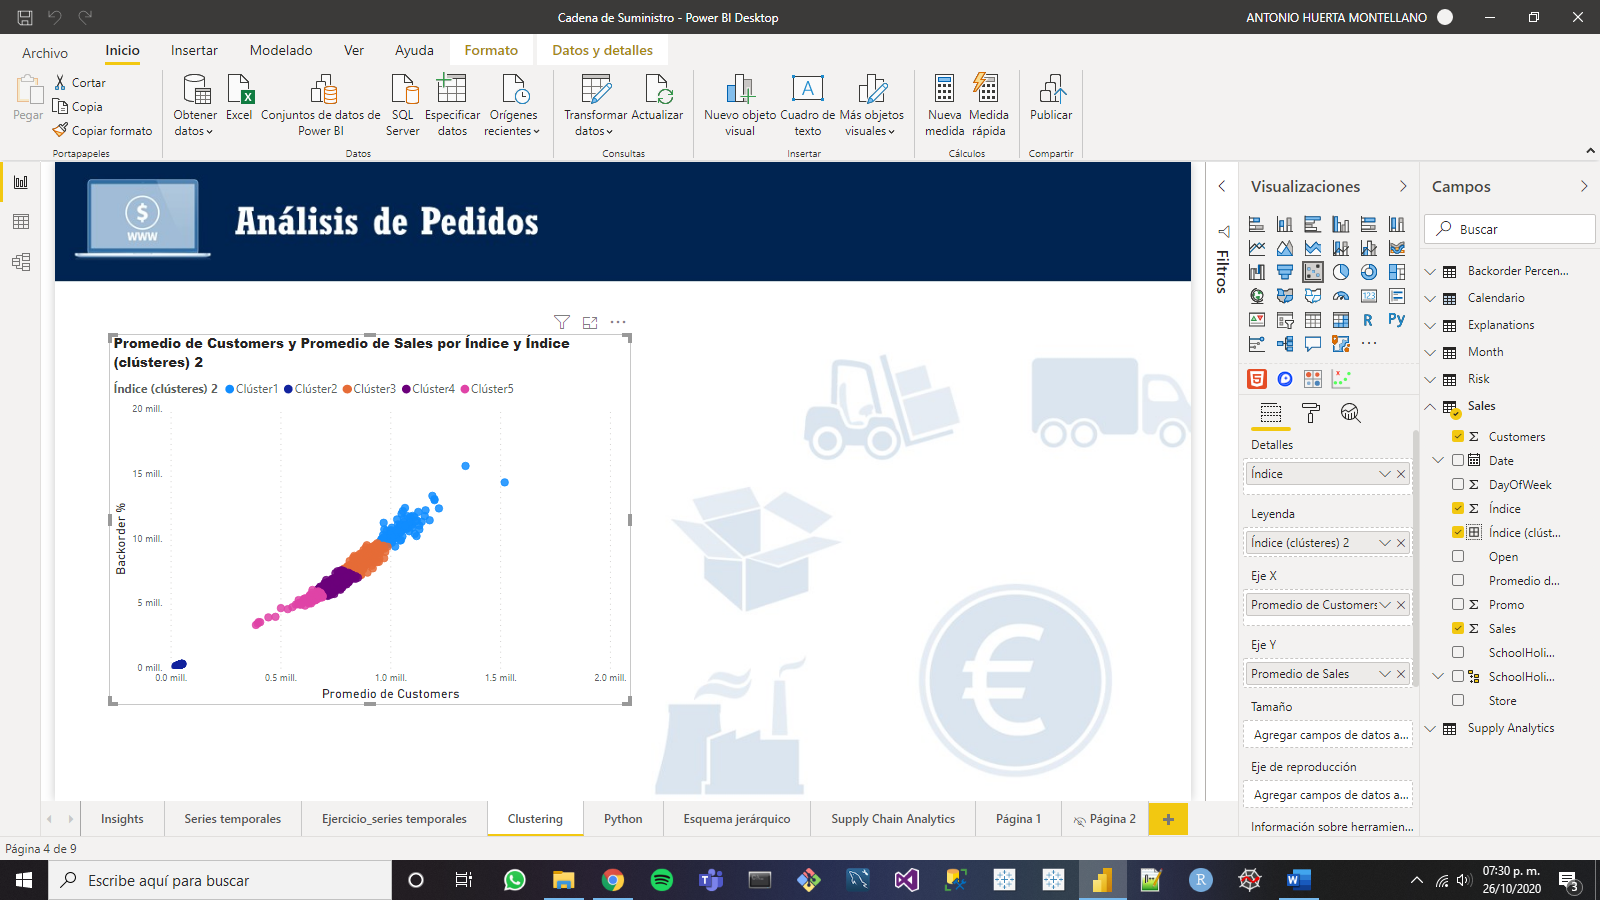 Cadena de Suministro - Power BI Desktop
ANTONIO HUERTA MONTELLANO
Archivo
Inicio
Insertar
Modelado
Ver
Ayuda
Formato
Datos y detalles
Pegar
Cortar
Copia
Copiar formato
Portapapeles
Obtener datos
Excel
Conjuntos de datos de Power BI
SQL Server
Especificar datos
Orígenes recientes
Datos
Transformar datos
Actualizar
Consultas
Nuevo objeto visual
Cuadro de texto
Más objetos visuales
Insertar
Nueva medida
Medida rápida
Cálculos
Publicar
Compartir
$
WWW
Análisis de Pedidos
Promedio de Customers y Promedio de Sales por Índice y Índice
(clústeres) 2
Índice (clústeres) 2 Clúster1 Clúster2 Clúster3 Clúster4 Clúster5
20 mill.
15 mill.
10 mill.
5 mill.
0 mill.
Backorder %
0.0 mill. 0.5 mill. 1.0 mill. 1.5 mill. 2.0 mill.
Promedio de Customers
€
Filtros
Visualizaciones
123
R
Py
Detalles
Índice
Leyenda
Índice (clústeres) 2
Eje X
Promedio de Customers
Eje Y
Promedio de Sales
Tamaño
Agregar campos de datos a...
Eje de reproducción
Agregar campos de datos a...
Información sobre herramien...
Campos
Buscar
Backorder Percen...
Calendario
Explanations
Month
Risk
Sales
Customers
Date
DayOfWeek
Índice
Índice (clúst...
Open
Promedio d...
Promo
Sales
SchoolHoli...
SchoolHoli...
Store
Supply Analytics
Insights
Series temporales
Ejercicio_series temporales
Clustering
Python
Esquema jerárquico
Supply Chain Analytics
Página 1
Página 2
Página 4 de 9
Escribe aquí para buscar
07:30 p. m.
26/10/2020
3